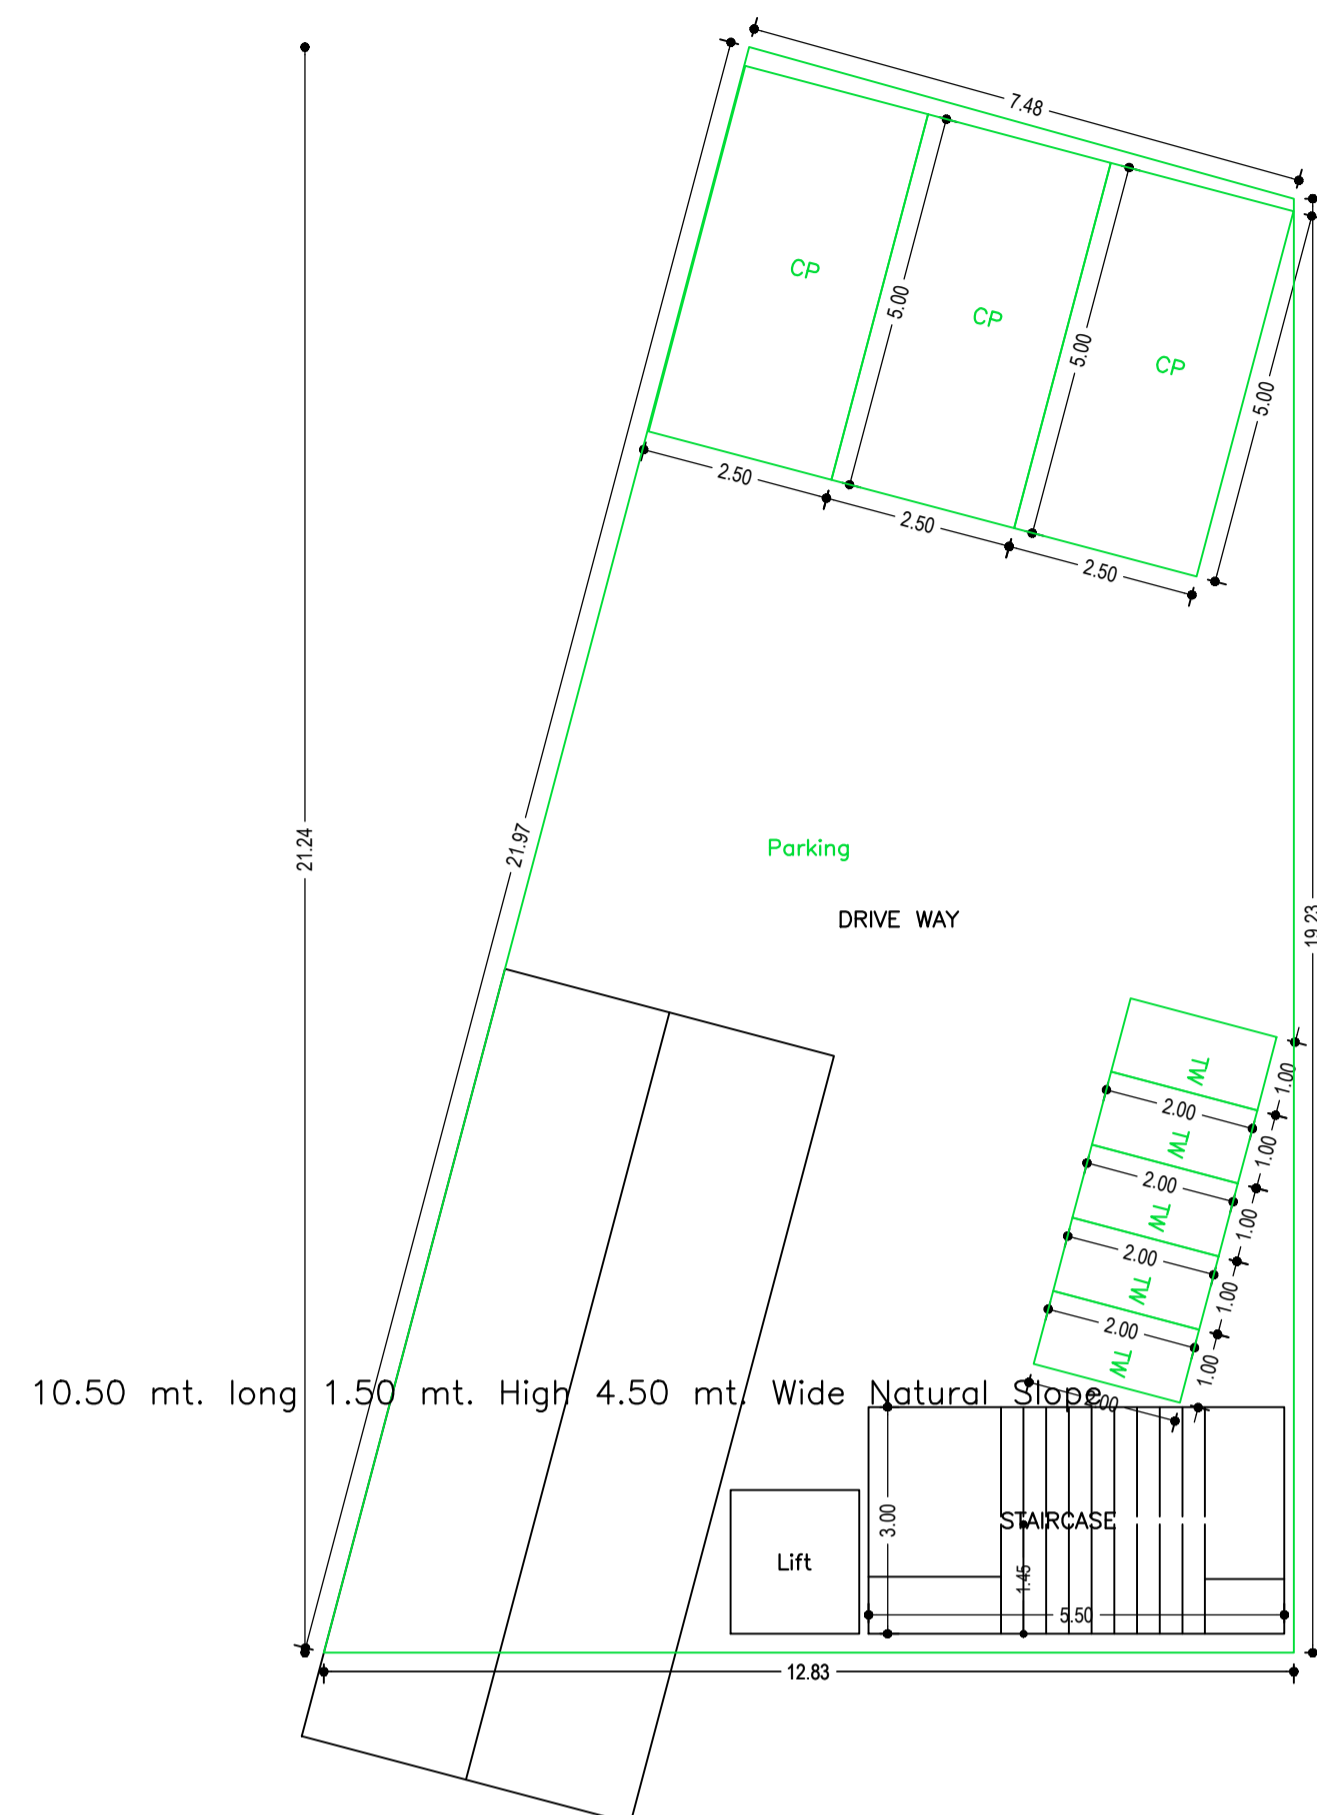 7.48
CP
CP
CP
5.00
5.00
5.00
2.50
2.50
2.50
21.24
21.97
Parking
DRIVE WAY
19.23
TW
1.00
2.00
TW
1.00
2.00
TW
1.00
2.00
TW
1.00
2.00
TW
1.00
2.00
10.50 mt. long 1.50 mt. High 4.50 mt. Wide Natural Slope
3.00
STAIRCASE
Lift
1.45
5.50
12.83